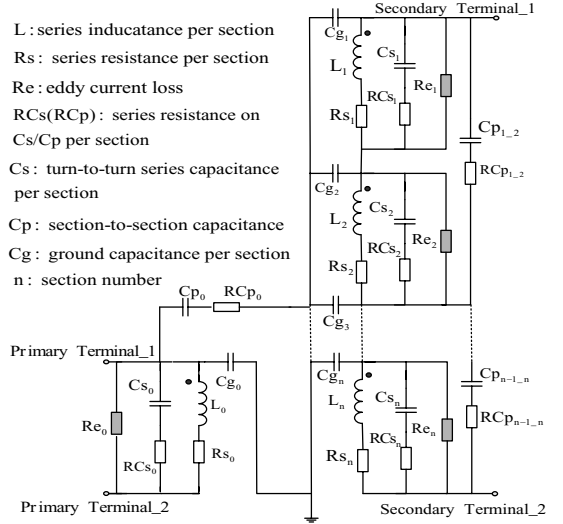 L : series inducatance per section
Rs : series resistance per section
Re : eddy current loss
RCs(RCp) : series resistance on
Cs/Cp per section
Cs : turn-to-turn series capacitance
per section
Cp : section-to-section capacitance
Cg : ground capacitance per section
n : section number
Secondary Terminal_1
Cg1
L1
Cs1
Re1
Rs1
RCs1
Cp1_2
RCp1_2
Cg2
L2
Cs2
Re2
Rs2
RCs2
Cg3
Cp0
RCp0
Primary Terminal_1
Cs0
L0
Cg0
Re0
RCs0
Rs0
Primary Terminal_2
Cgn
Ln
Csn
Ren
Rsn
RCsn
Cpn-1_n
RCpn-1_n
Secondary Terminal_2